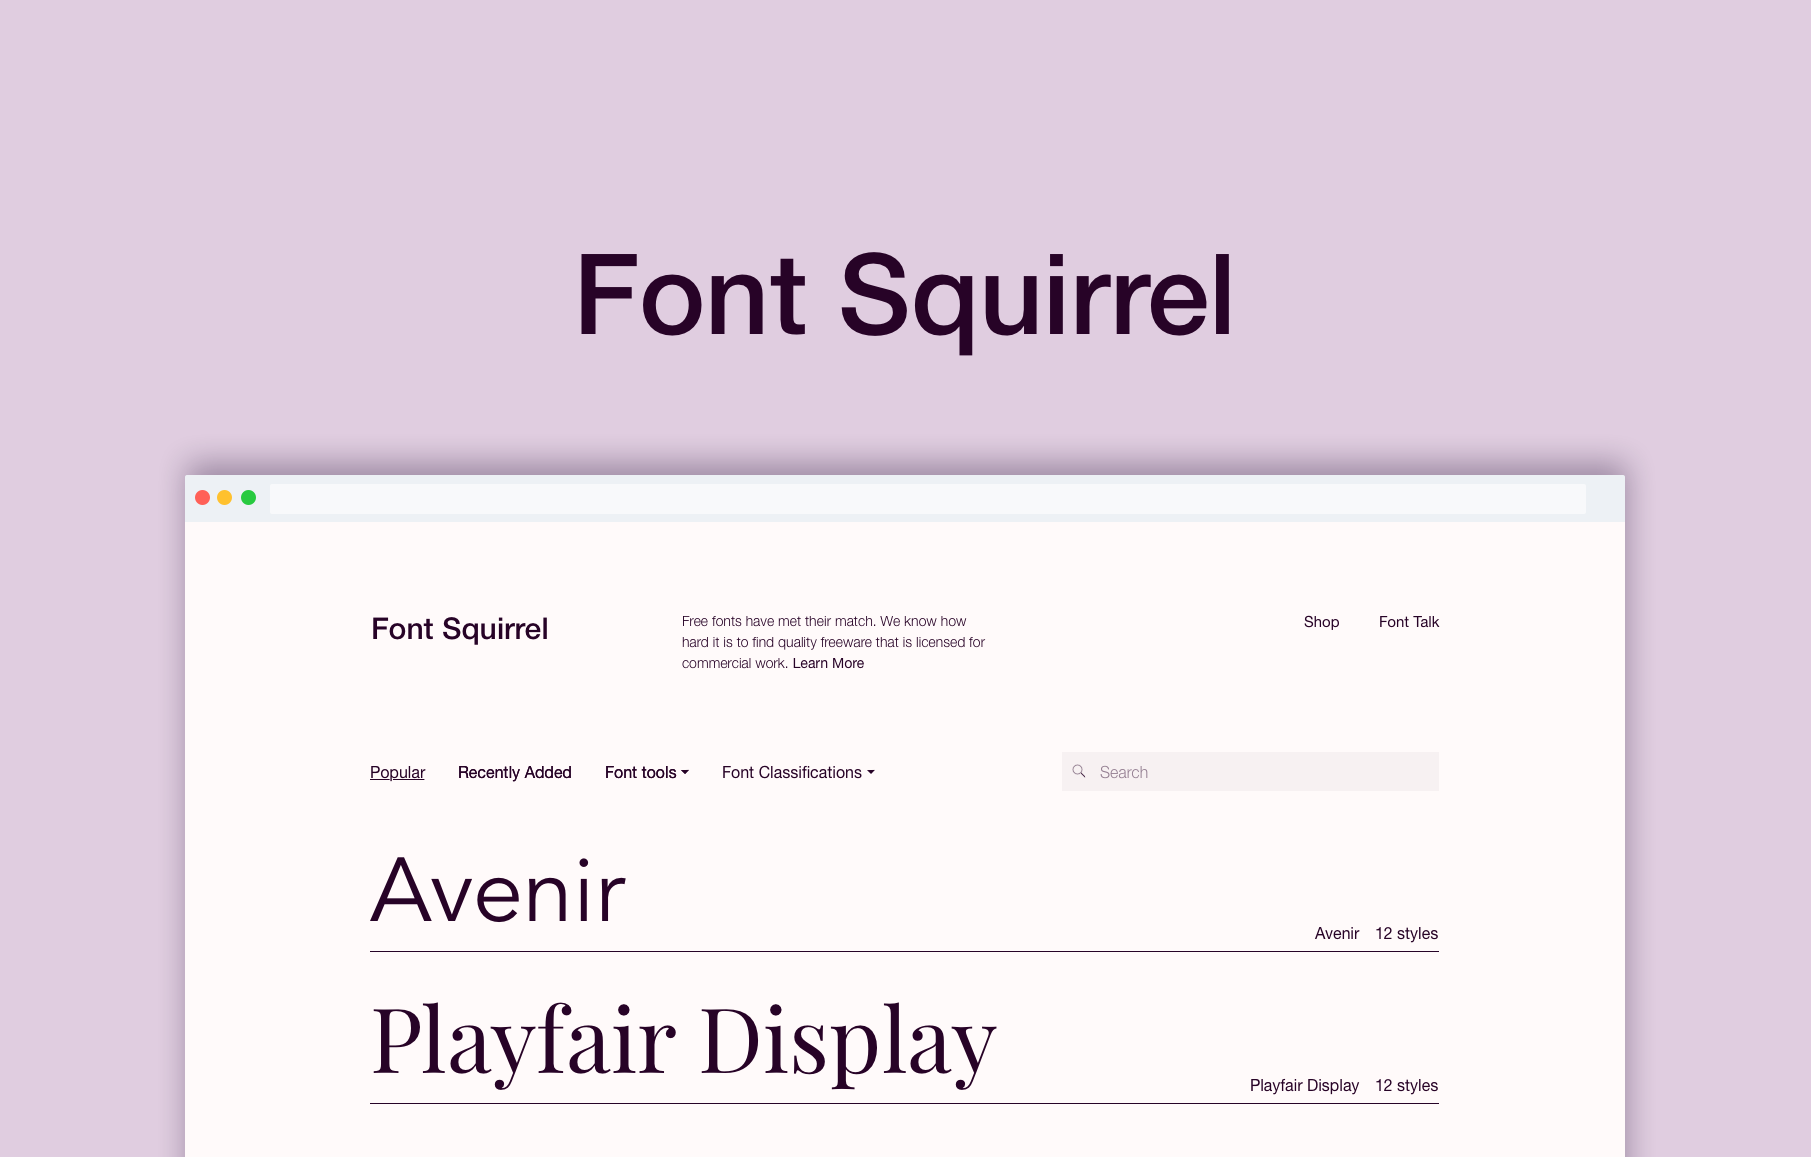 Font Squirrel
Font Squirrel
Free fonts have met their match. We know how
hard it is to find quality freeware that is licensed for
commercial work. Learn More
Shop
Font Talk
Popular
Recently Added
Font tools
Font Classifications
Search
Avenir
Avenir 12 styles
Playfair Display
Playfair Display 12 styles